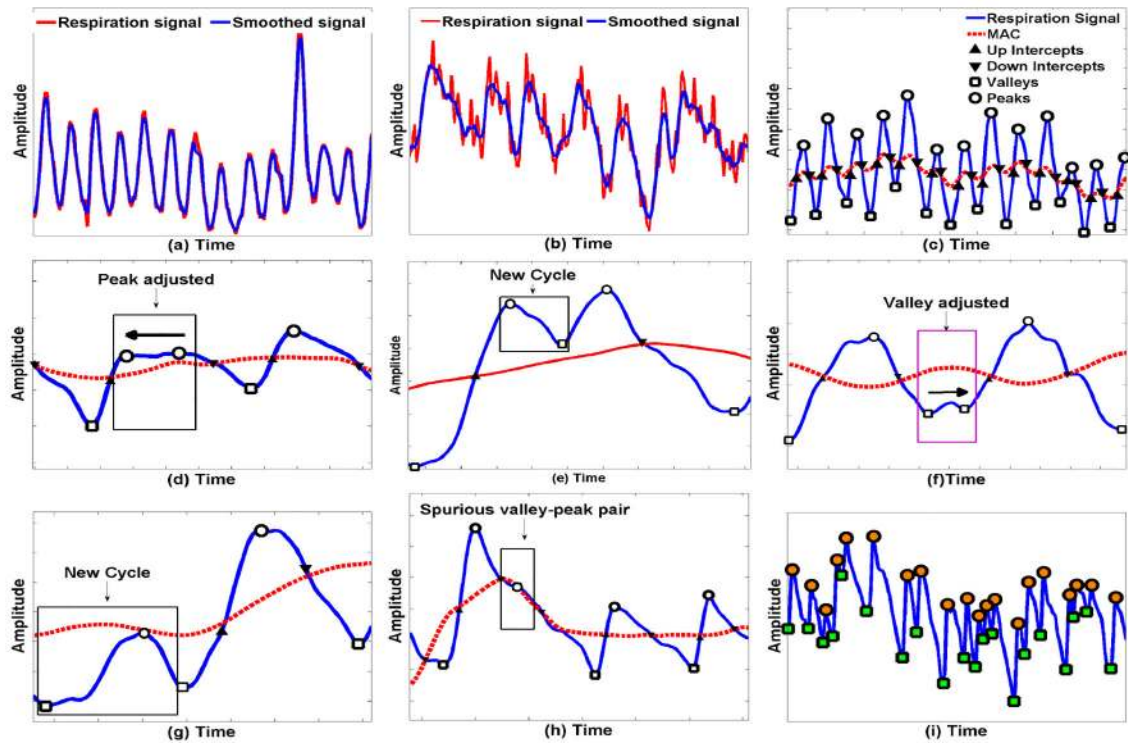 Respiration signal Smoothed signal
Amplitude
(a) Time
Respiration signal Smoothed signal
Amplitude
(b) Time
Respiration Signal
MAC
Up Intercepts
Down Intercepts
Valleys
Peaks
Amplitude
(c) Time
Peak adjusted
Amplitude
(d) Time
New Cycle
Amplitude
(e) Time
Valley adjusted
Amplitude
(f)Time
New Cycle
Amplitude
(g) Time
Spurious valley-peak pair
Amplitude
(h) Time
Amplitude
(i) Time